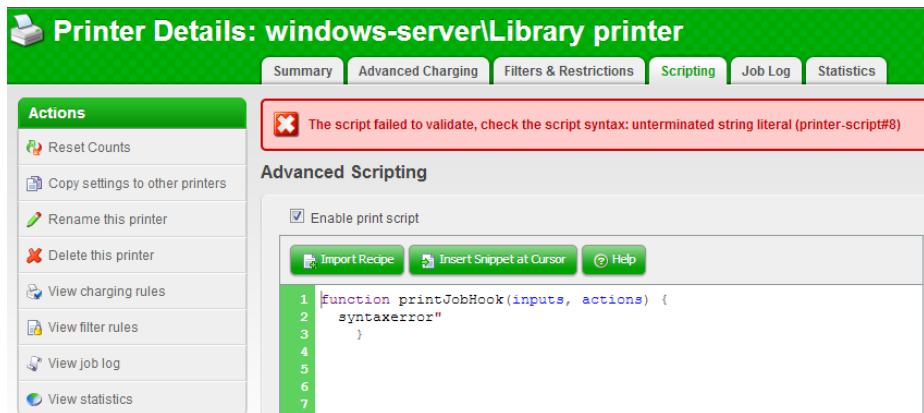 Printer Details: windows-server\Library printer
Summary Advanced Charging Filters & Restrictions Scripting Job Log Statistics
Actions
Reset Counts
Copy settings to other printers
Rename this printer
Delete this printer
View charging rules
View filter rules
View job log
View statistics
The script failed to validate, check the script syntax: unterminated string literal (printer-script#8)
Advanced Scripting
Enable print script
Import Recipe Insert Snippet at Cursor Help
1 function printJobHook(inputs, actions) {
2 syntaxerror"
3 }
4
5
6
7